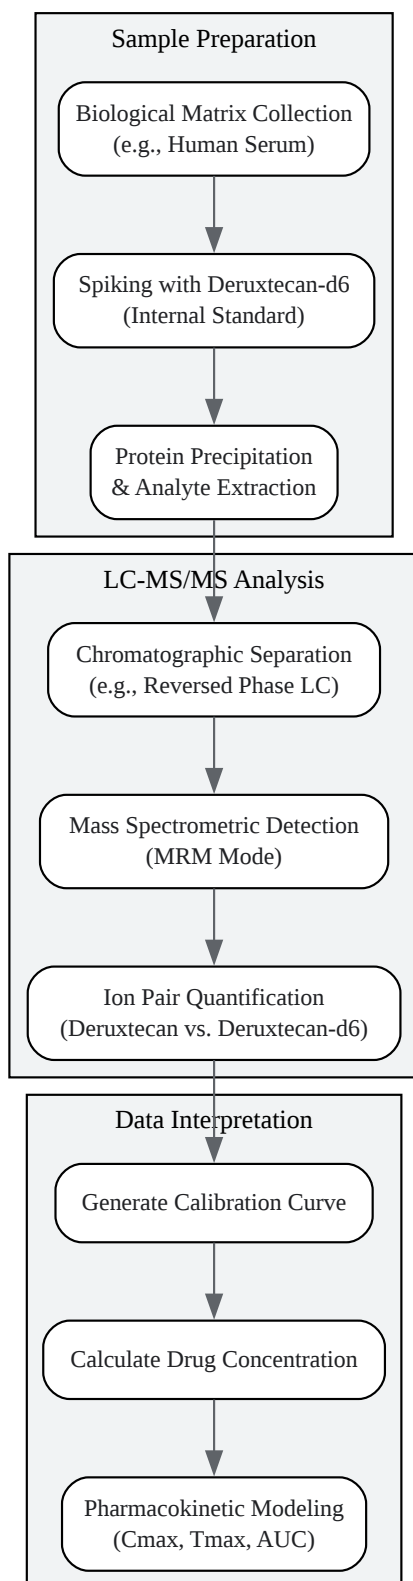 Sample Preparation
Biological Matrix Collection
(e.g., Human Serum)
Spiking with Deruxtecan-d6
(Internal Standard)
Protein Precipitation
& Analyte Extraction
LC-MS/MS Analysis
Chromatographic Separation
(e.g., Reversed Phase LC)
Mass Spectrometric Detection
(MRM Mode)
Ion Pair Quantification
(Deruxtecan vs. Deruxtecan-d6)
Data Interpretation
Generate Calibration Curve
Calculate Drug Concentration
Pharmacokinetic Modeling
(Cmax, Tmax, AUC)